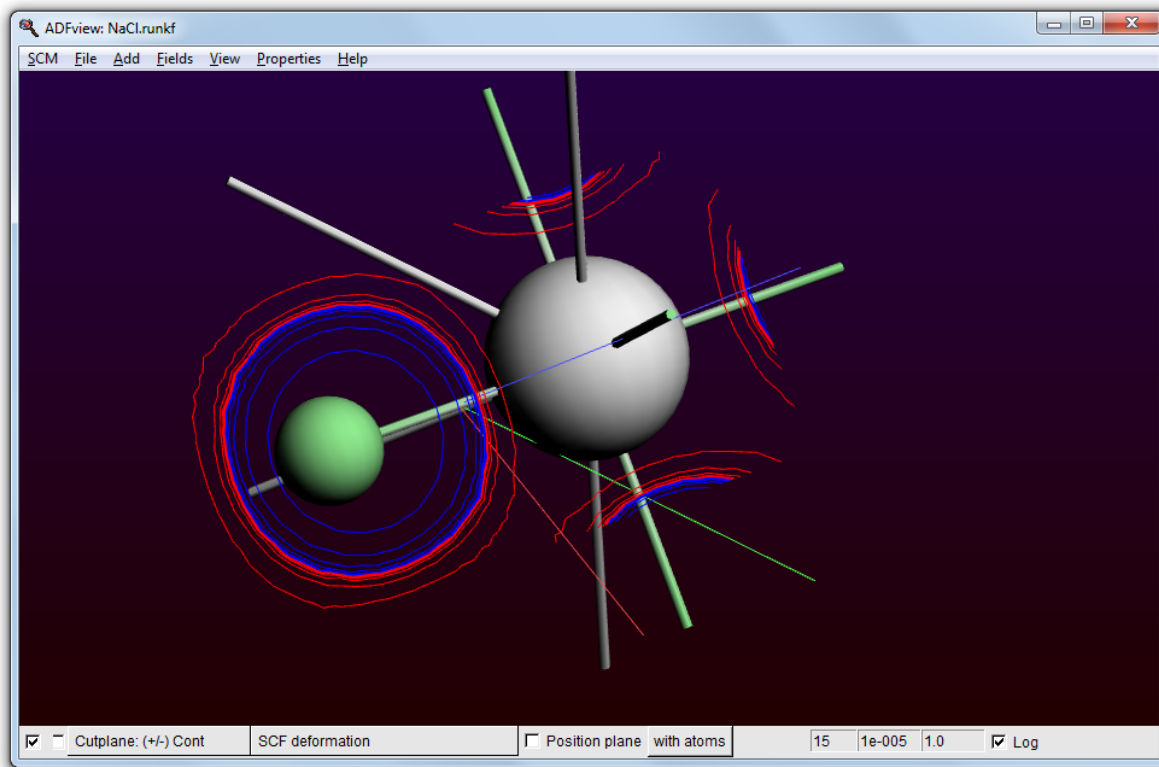 ADFview: NaCl.runkf
SCM File Add Fields View Properties Help
Cutplane: (+/-) Cont SCF deformation Position plane with atoms 15 1e-005 1.0 Log